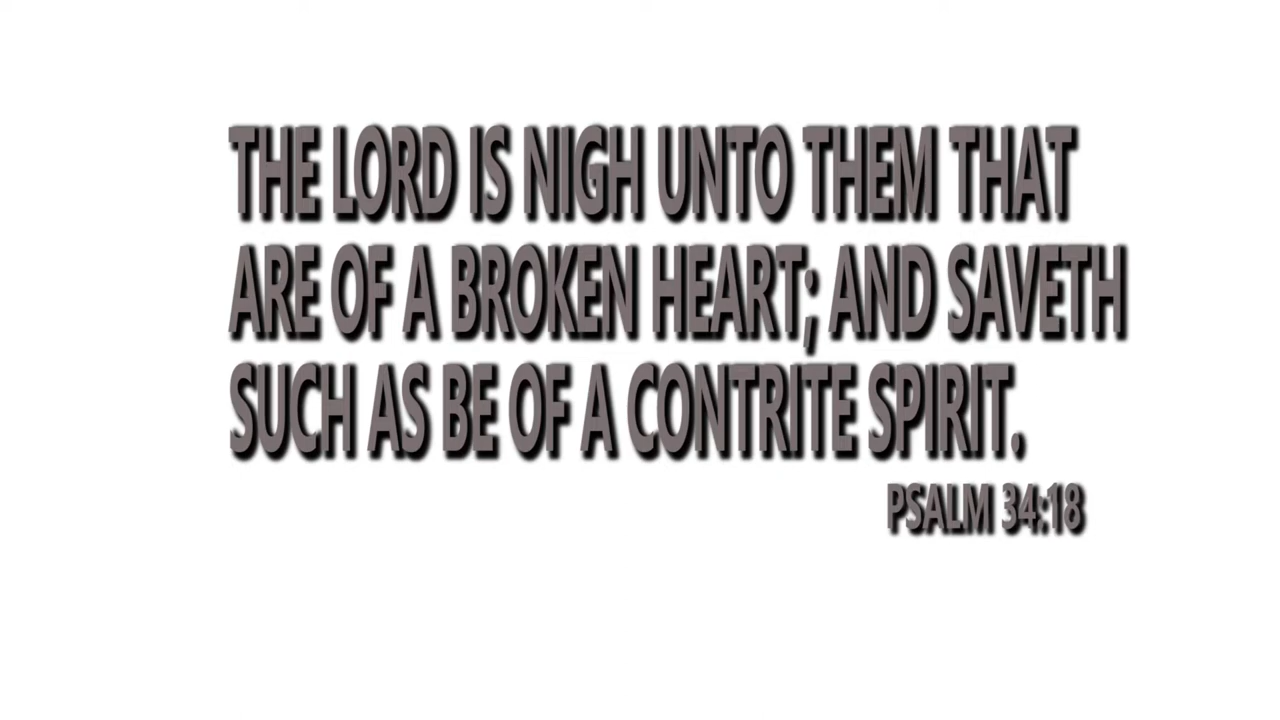 THE LORD IS NIGH UNTO THEM THAT
ARE OF A BROKEN HEART; AND SAVETH
SUCH AS BE OF A CONTRITE SPIRIT.
PSALM 34:18